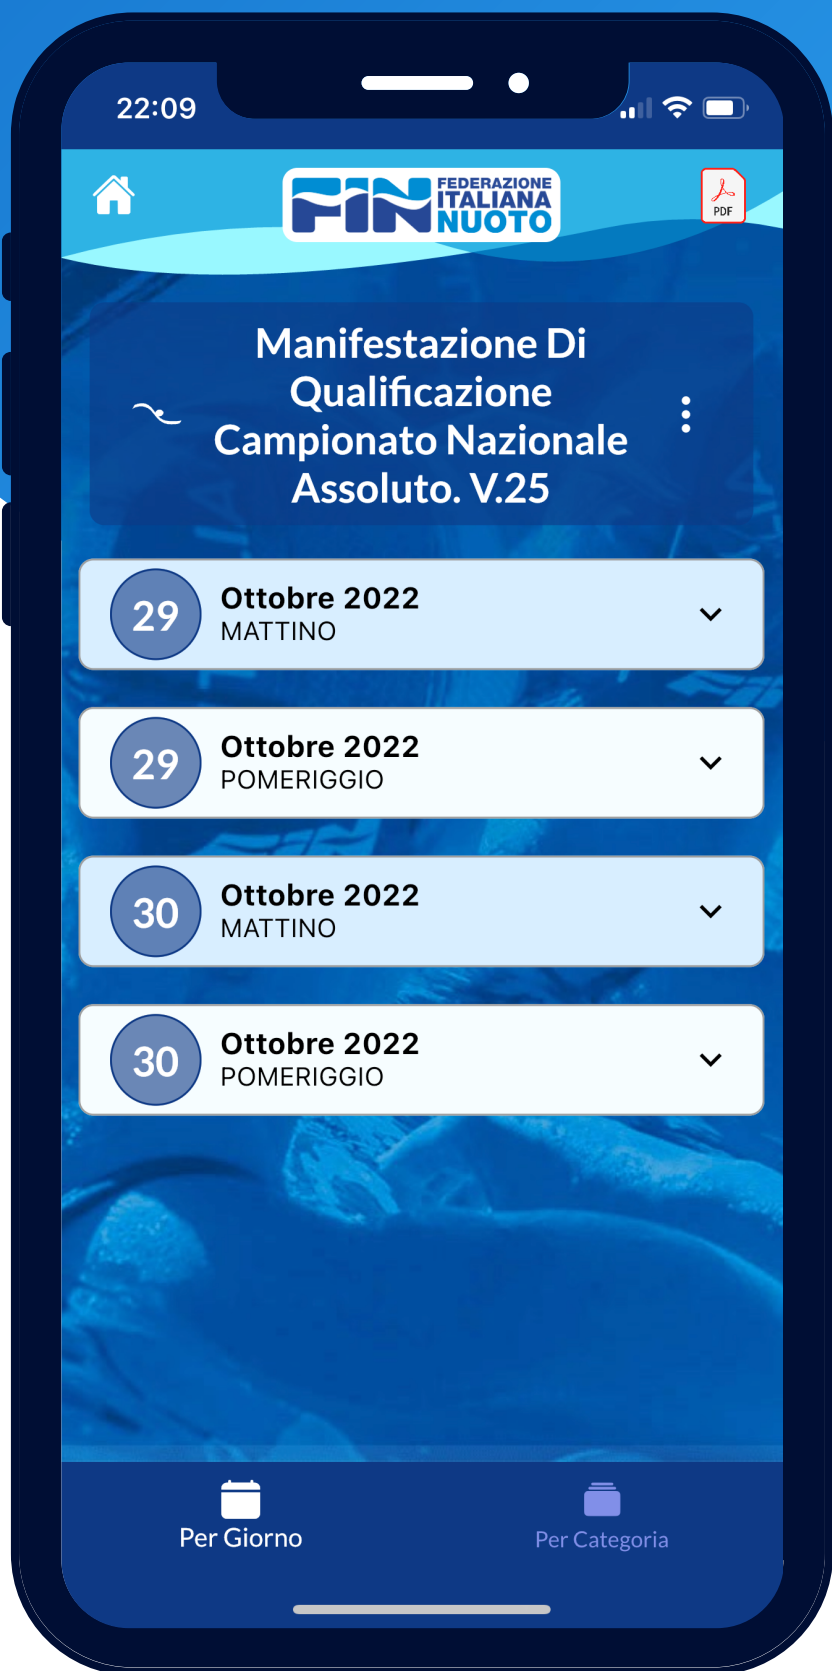 22:09
FIN
FEDERAZIONE
ITALIANA
NUOTO
PDF
Manifestazione Di
Qualificazione
Campionato Nazionale
Assoluto. V.25
29
Ottobre 2022
MATTINO
29
Ottobre 2022
POMERIGGIO
30
Ottobre 2022
MATTINO
30
Ottobre 2022
POMERIGGIO
Per Giorno
Per Categoria